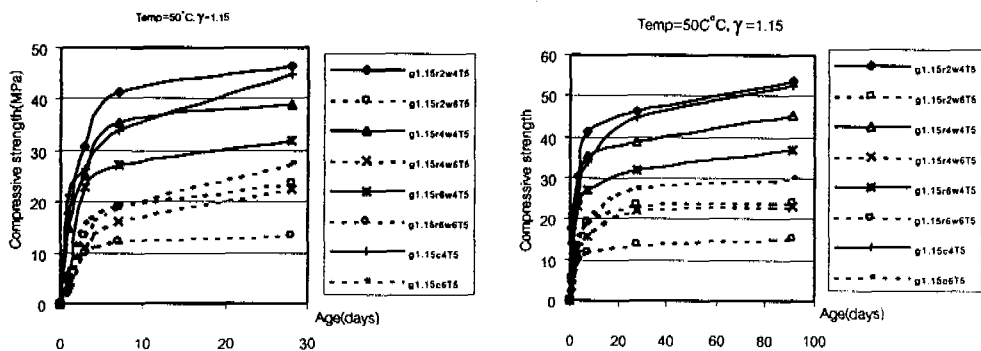 Temp=50°C, γ=1.15
Compressive strength(MPa)
50
40
30
20
10
0
0
10
20
30
Age(days)
g1.15r2w4T5
g1.15r2w6T5
g1.15r4w4T5
g1.15r4w6T5
g1.15r6w4T5
g1.15r6w6T5
g1.15c4T5
g1.15c6T5
Temp=50C°C, γ=1.15
Compressive strength
60
50
40
30
20
10
0
0
20
40
60
80
100
Age(days)
g1.15r2w4T5
g1.15r2w6T5
g1.15r4w4T5
g1.15r4w6T5
g1.15r6w4T5
g1.15r6w6T5
g1.15c4T5
g1.15c6T5